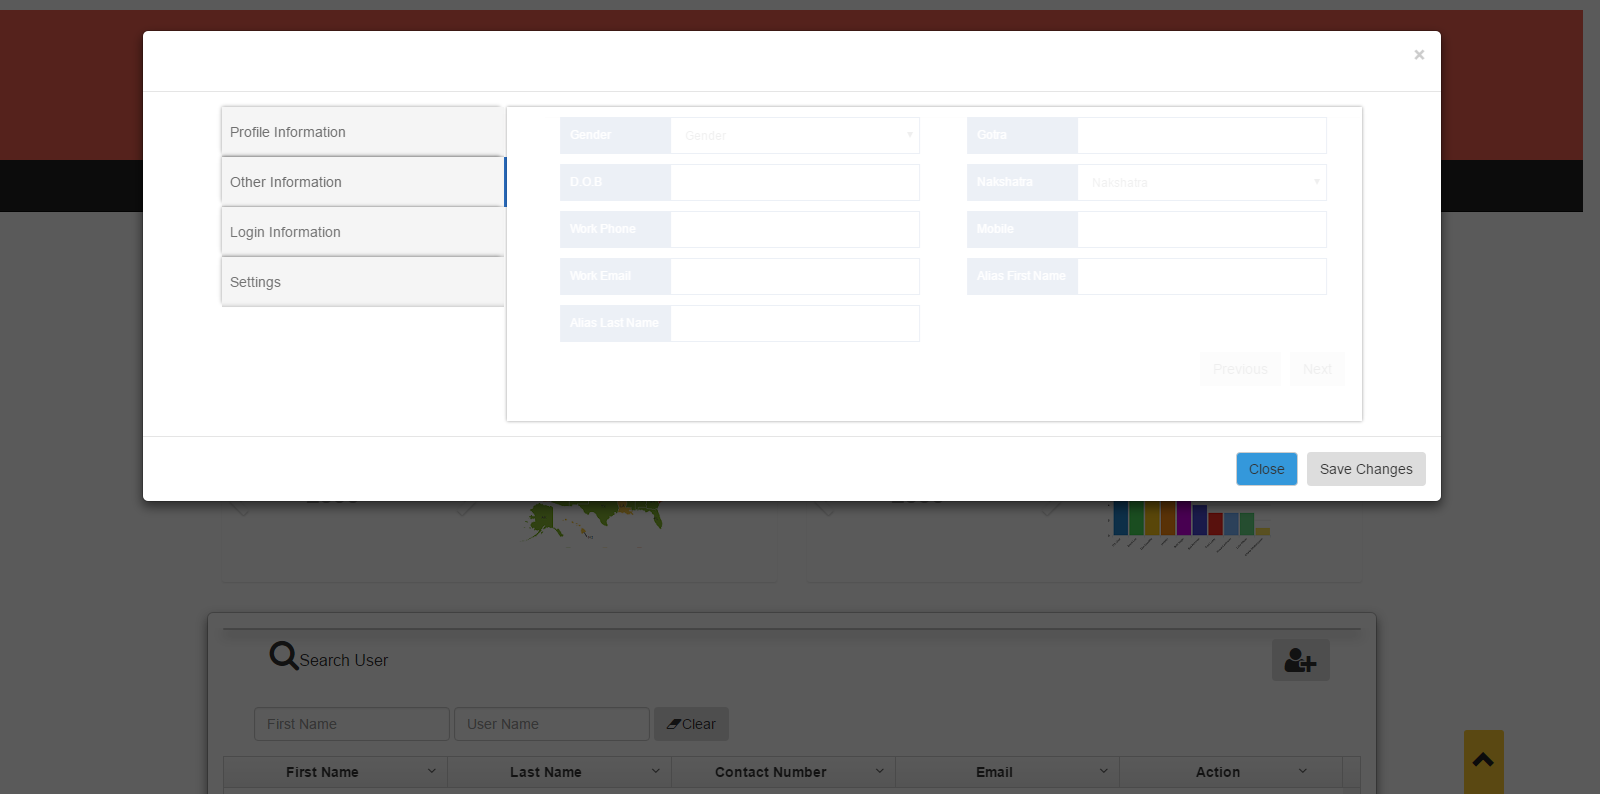 ×
Profile Information
Other Information
Login Information
Settings
Gender Gender
Gotra
D.O.B
Nakshatra Nakshatra
Work Phone
Mobile
Work Email
Alias First Name
Alias Last Name
Previous Next
Close Save Changes
Search User
First Name User Name Clear
First Name Last Name Contact Number Email Action